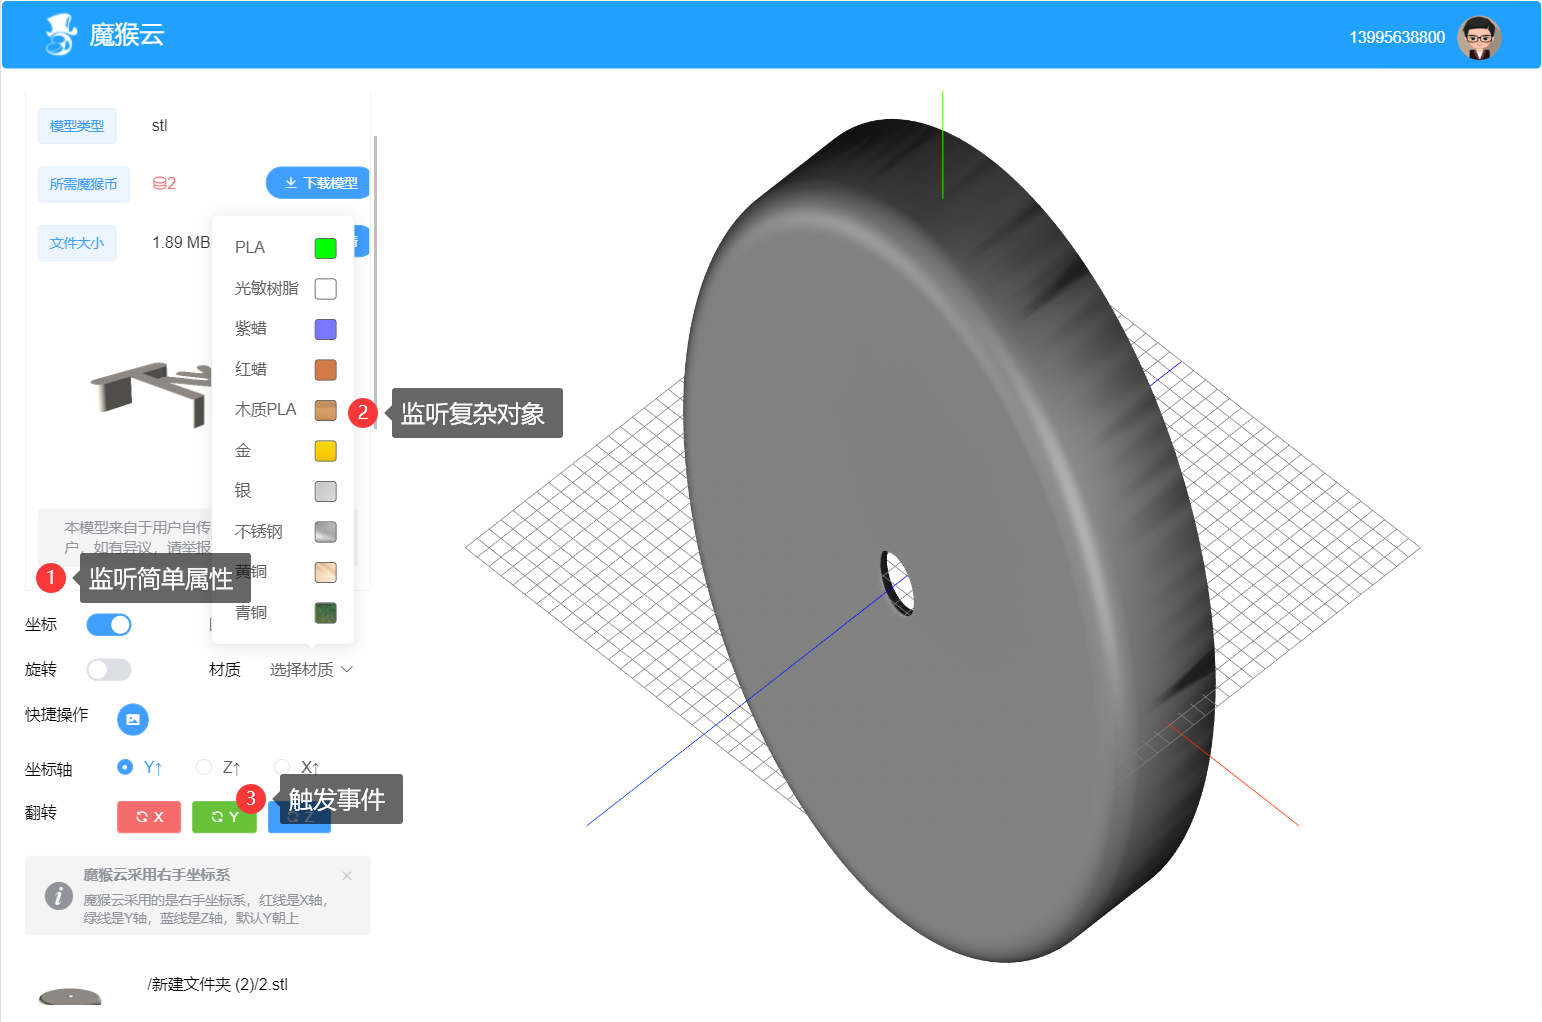 魔猴云
13995638800
模型类型
stl
所需魔猴币
2
下载模型
文件大小
1.89 MB
PLA
光敏树脂
紫蜡
红蜡
木质PLA
2
监听复杂对象
金
银
不锈钢
黄铜
青铜
本模型来自于用户自传
户，如有异议，请举报
1
监听简单属性
坐标
旋转
材质
选择材质
快捷操作
坐标轴
Y↑
Z↑
X↑
3
触发事件
翻转
X
Y
Z
魔猴云采用右手坐标系
魔猴云采用的是右手坐标系，红线是X轴，
绿线是Y轴，蓝线是Z轴，默认Y朝上
/新建文件夹 (2)/2.stl